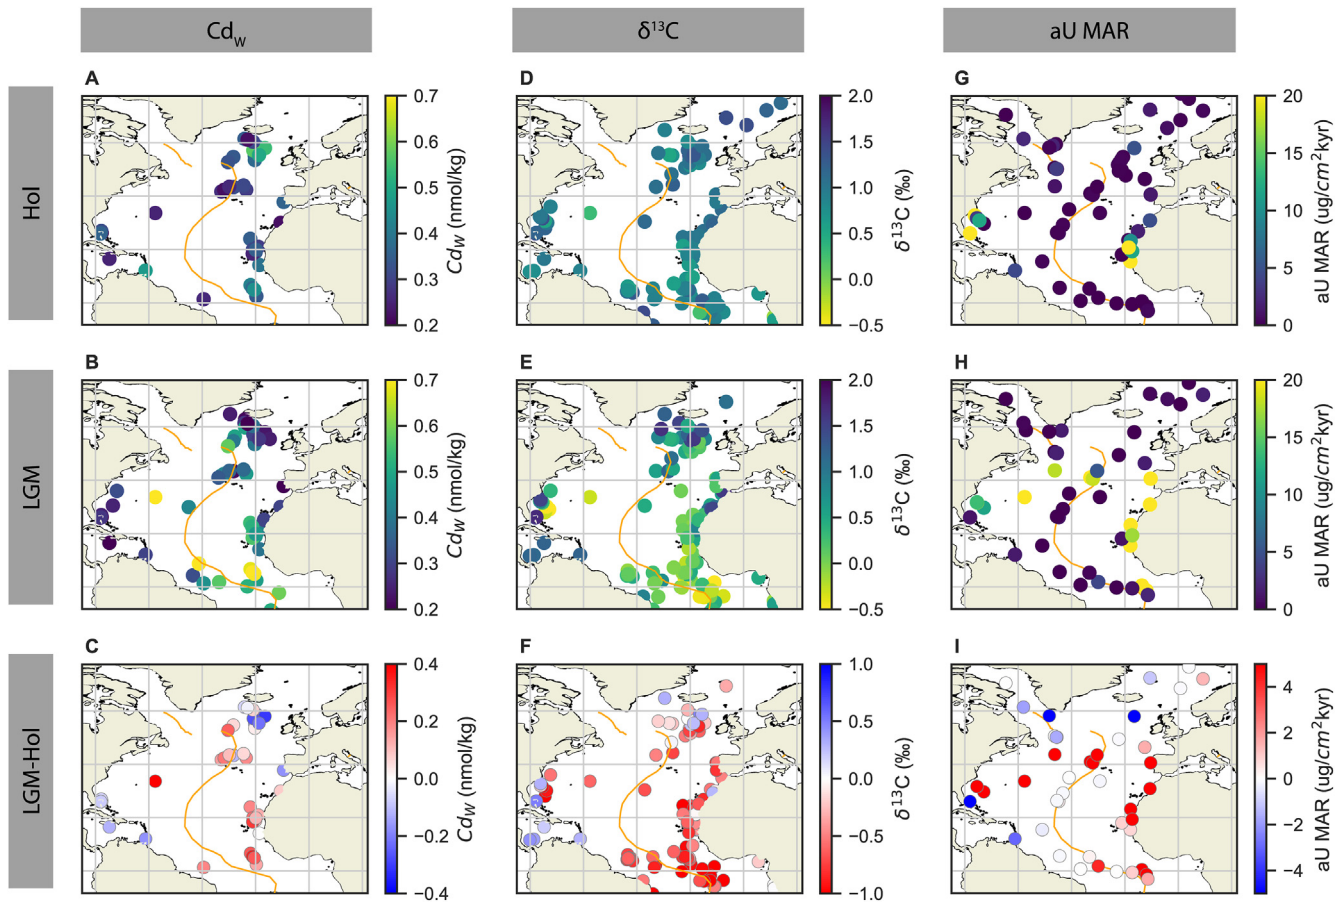 Cd_W
δ¹³C
aU MAR
Hol
A
0.7
0.6
0.5
0.4
0.3
0.2
Cd_W (nmol/kg)
D
2.0
1.5
1.0
0.5
0.0
−0.5
δ¹³C (‰)
G
20
15
10
5
0
aU MAR (ug/cm²kyr)
LGM
B
0.7
0.6
0.5
0.4
0.3
0.2
Cd_W (nmol/kg)
E
2.0
1.5
1.0
0.5
0.0
−0.5
δ¹³C (‰)
H
20
15
10
5
0
aU MAR (ug/cm²kyr)
LGM-Hol
C
0.4
0.2
0.0
−0.2
−0.4
Cd_W (nmol/kg)
F
1.0
0.5
0.0
−0.5
−1.0
δ¹³C (‰)
I
4
2
0
−2
−4
aU MAR (ug/cm²kyr)